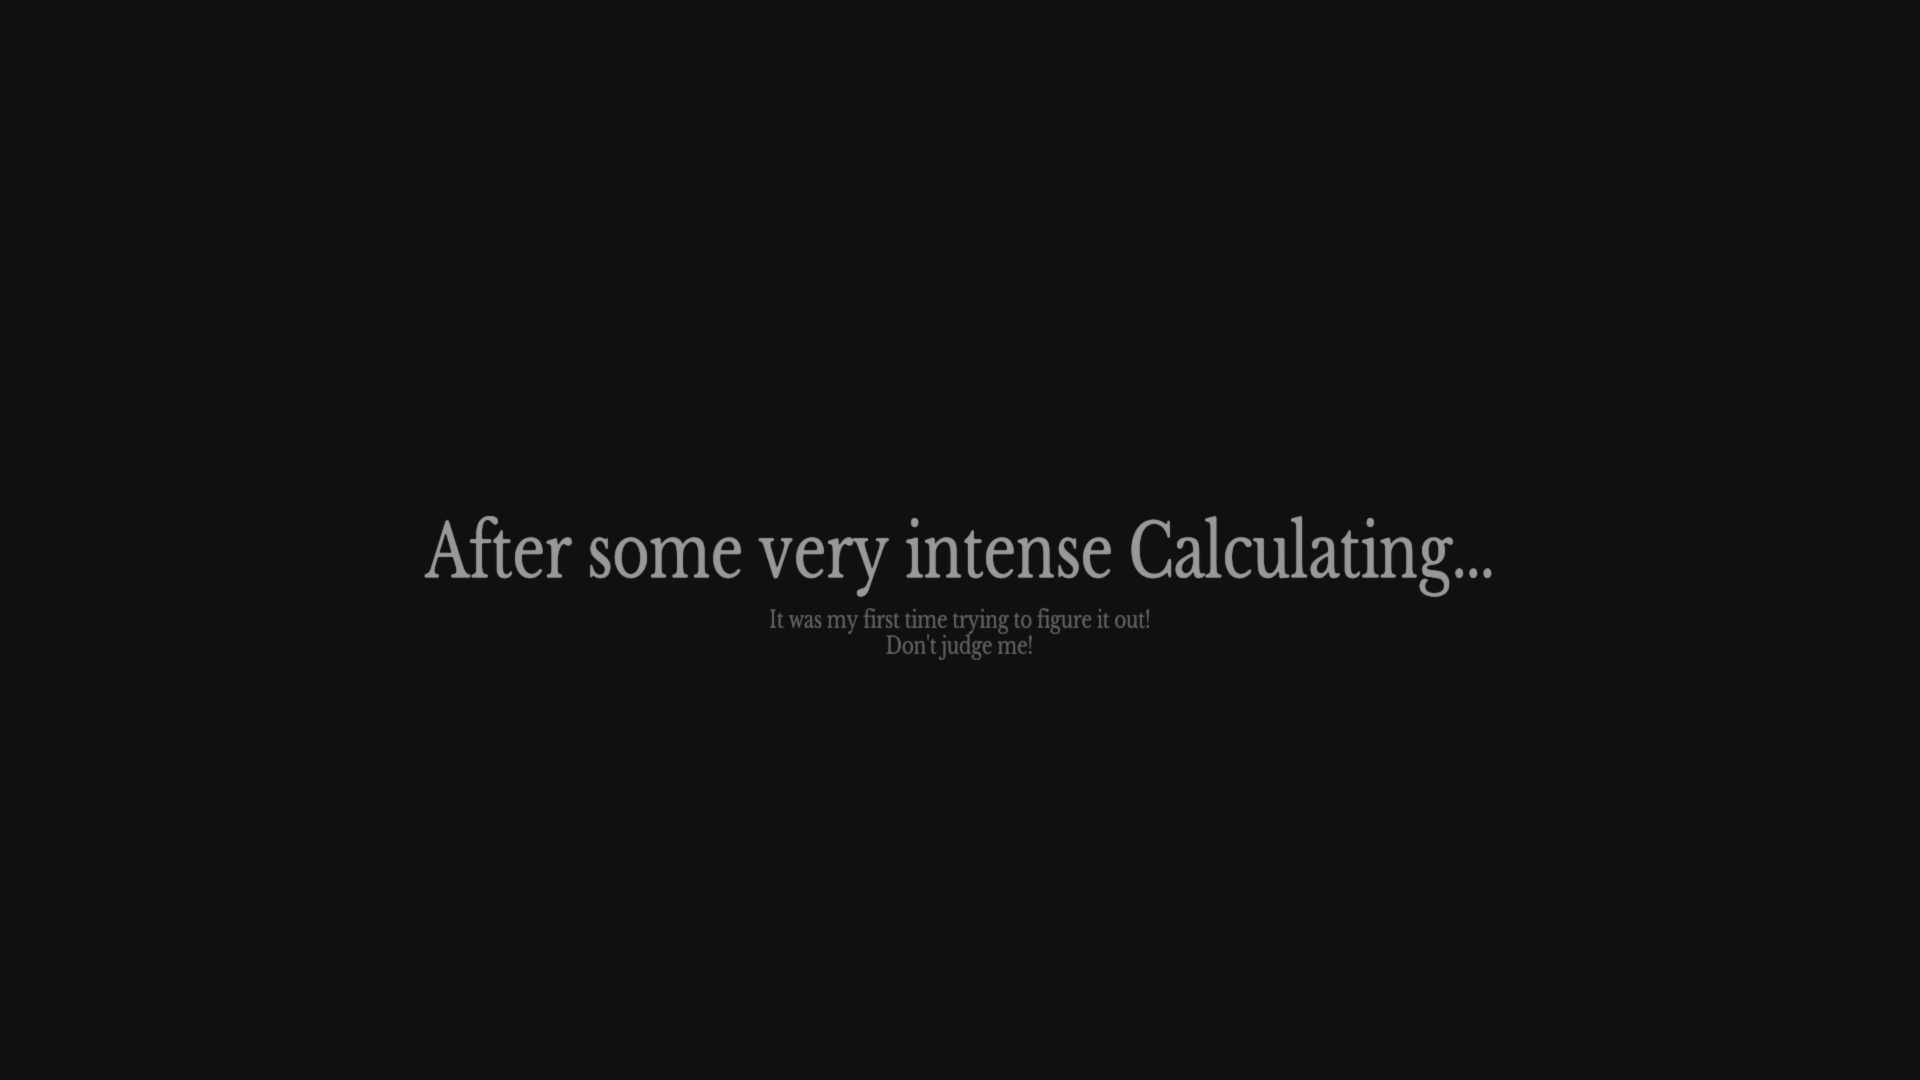 After some very intense Calculating...
It was my first time trying to figure it out!
Don't judge me!